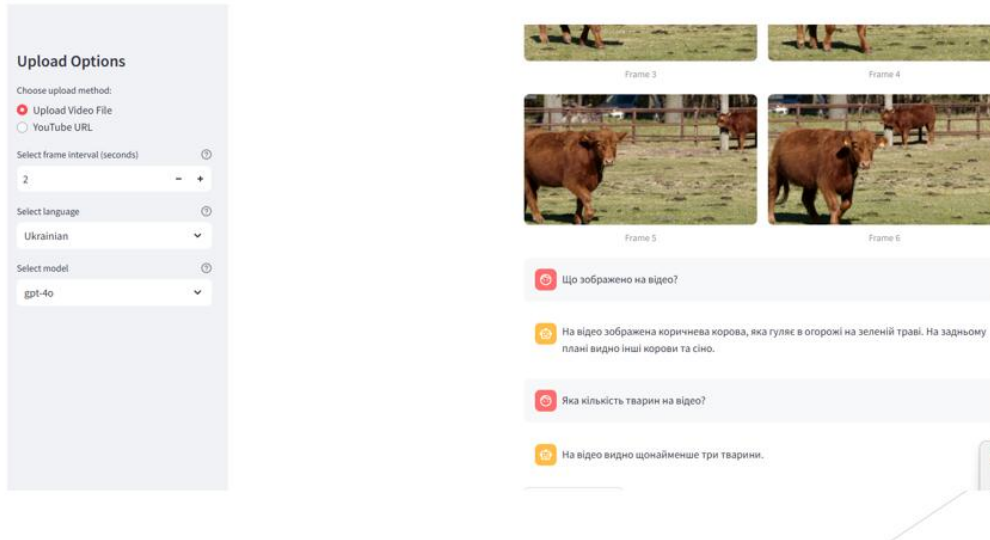 Upload Options
Choose upload method:
Upload Video File
YouTube URL
Select frame interval (seconds)
2
Select language
Ukrainian
Select model
gpt-4o
Frame 3
Frame 4
Frame 5
Frame 6
Що зображено на відео?
На відео зображена коричнева корова, яка гуляє в огорожі на зеленій траві. На задньому
плані видно інші корови та сіно.
Яка кількість тварин на відео?
На відео видно щонайменше три тварини.